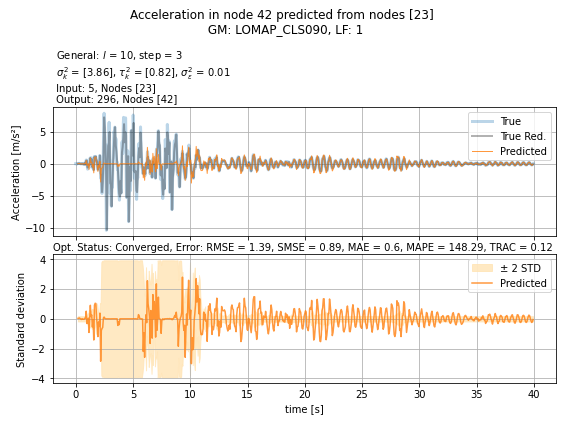 Acceleration in node 42 predicted from nodes [23]
GM: LOMAP_CLS090, LF: 1
General: l = 10, step = 3
σ²ₖ = [3.86], τ²ₖ = [0.82], σ²ε = 0.01
Input: 5, Nodes [23]
Output: 296, Nodes [42]
True
True Red.
Predicted
5
0
−5
−10
Acceleration [m/s²]
Opt. Status: Converged, Error: RMSE = 1.39, SMSE = 0.89, MAE = 0.6, MAPE = 148.29, TRAC = 0.12
± 2 STD
Predicted
4
2
0
−2
−4
Standard deviation
0 5 10 15 20 25 30 35 40
time [s]